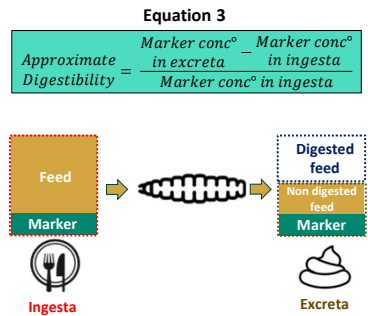 Equation 3
Approximate Digestibility = (Marker conc° in excreta − Marker conc° in ingesta) / Marker conc° in ingesta
Feed
Marker
Ingesta
Digested
feed
Non digested
feed
Marker
Excreta